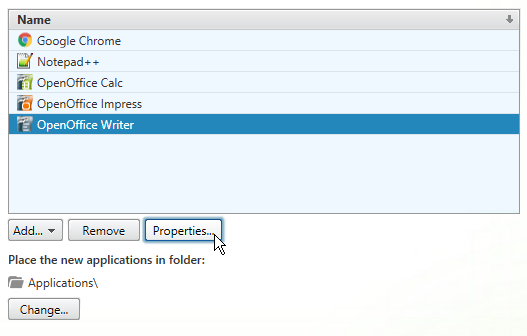 Name
Google Chrome
Notepad++
OpenOffice Calc
OpenOffice Impress
OpenOffice Writer
Add... Remove Properties...
Place the new applications in folder:
Applications\
Change...